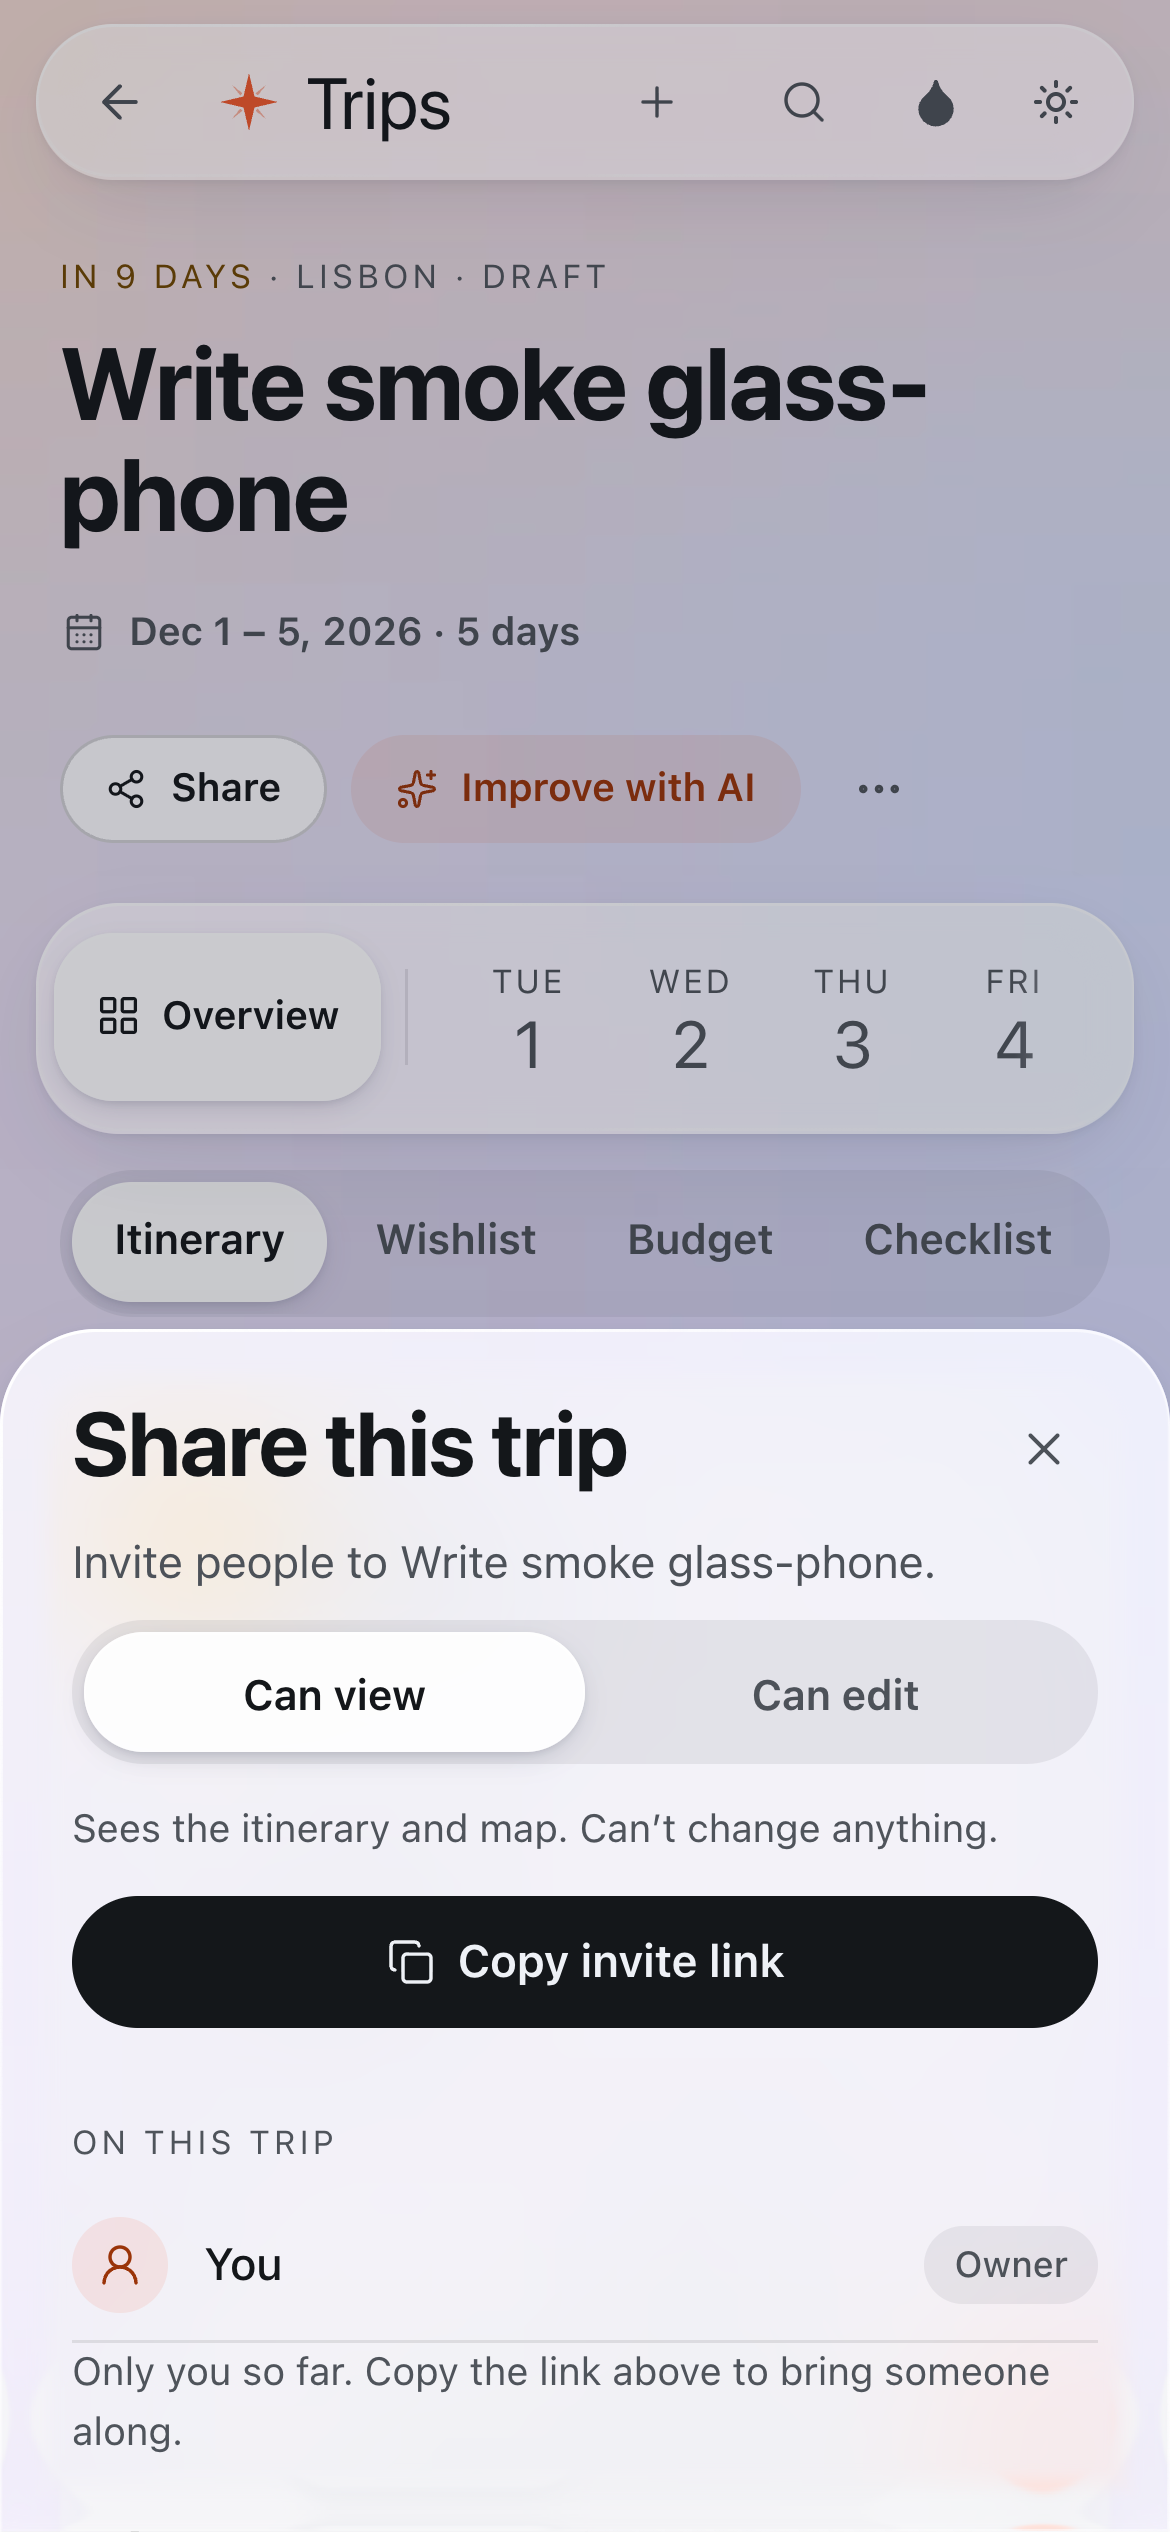 Trips
IN 9 DAYS · LISBON · DRAFT
Write smoke glass-
phone
Dec 1 – 5, 2026 · 5 days
Share
Improve with AI
Overview
TUE
1
WED
2
THU
3
FRI
4
Itinerary
Wishlist
Budget
Checklist
Share this trip
Invite people to Write smoke glass-phone.
Can view
Can edit
Sees the itinerary and map. Can’t change anything.
Copy invite link
ON THIS TRIP
You
Owner
Only you so far. Copy the link above to bring someone
along.